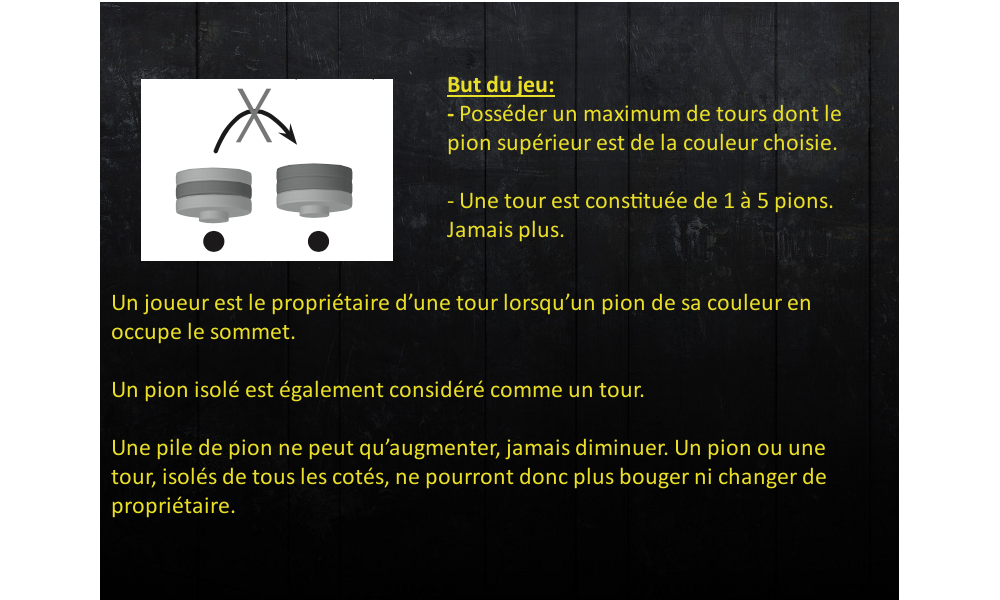 But du jeu:
- Posséder un maximum de tours dont le
pion supérieur est de la couleur choisie.
- Une tour est constituée de 1 à 5 pions.
Jamais plus.
Un joueur est le propriétaire d’une tour lorsqu’un pion de sa couleur en
occupe le sommet.
Un pion isolé est également considéré comme un tour.
Une pile de pion ne peut qu’augmenter, jamais diminuer. Un pion ou une
tour, isolés de tous les cotés, ne pourront donc plus bouger ni changer de
propriétaire.